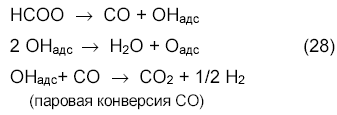 HCOO → CO + OHадс
2 OHадс → H2O + Oадс (28)
OHадс+ CO → CO2 + 1/2 H2
(паровая конверсия CO)